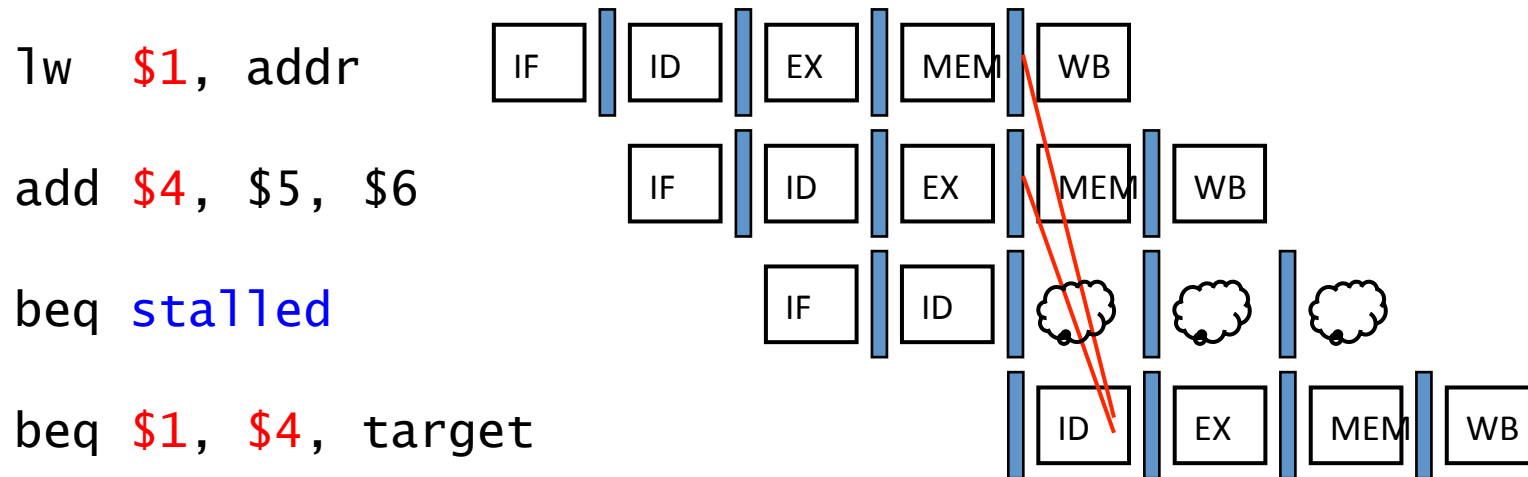 lw $1, addr IF ID EX MEM WB
add $4, $5, $6 IF ID EX MEM WB
beq stalled IF ID
beq $1, $4, target ID EX MEM WB